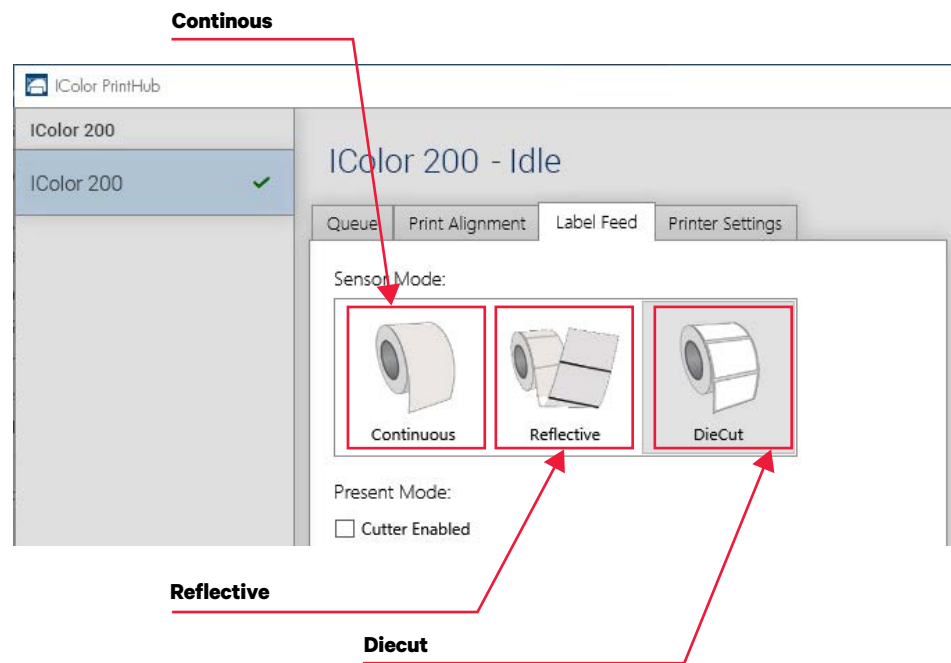 Continous
IColor PrintHub
IColor 200
IColor 200
IColor 200 - Idle
Queue Print Alignment Label Feed Printer Settings
Sensor Mode:
Continuous Reflective DieCut
Present Mode:
Cutter Enabled
Reflective
Diecut